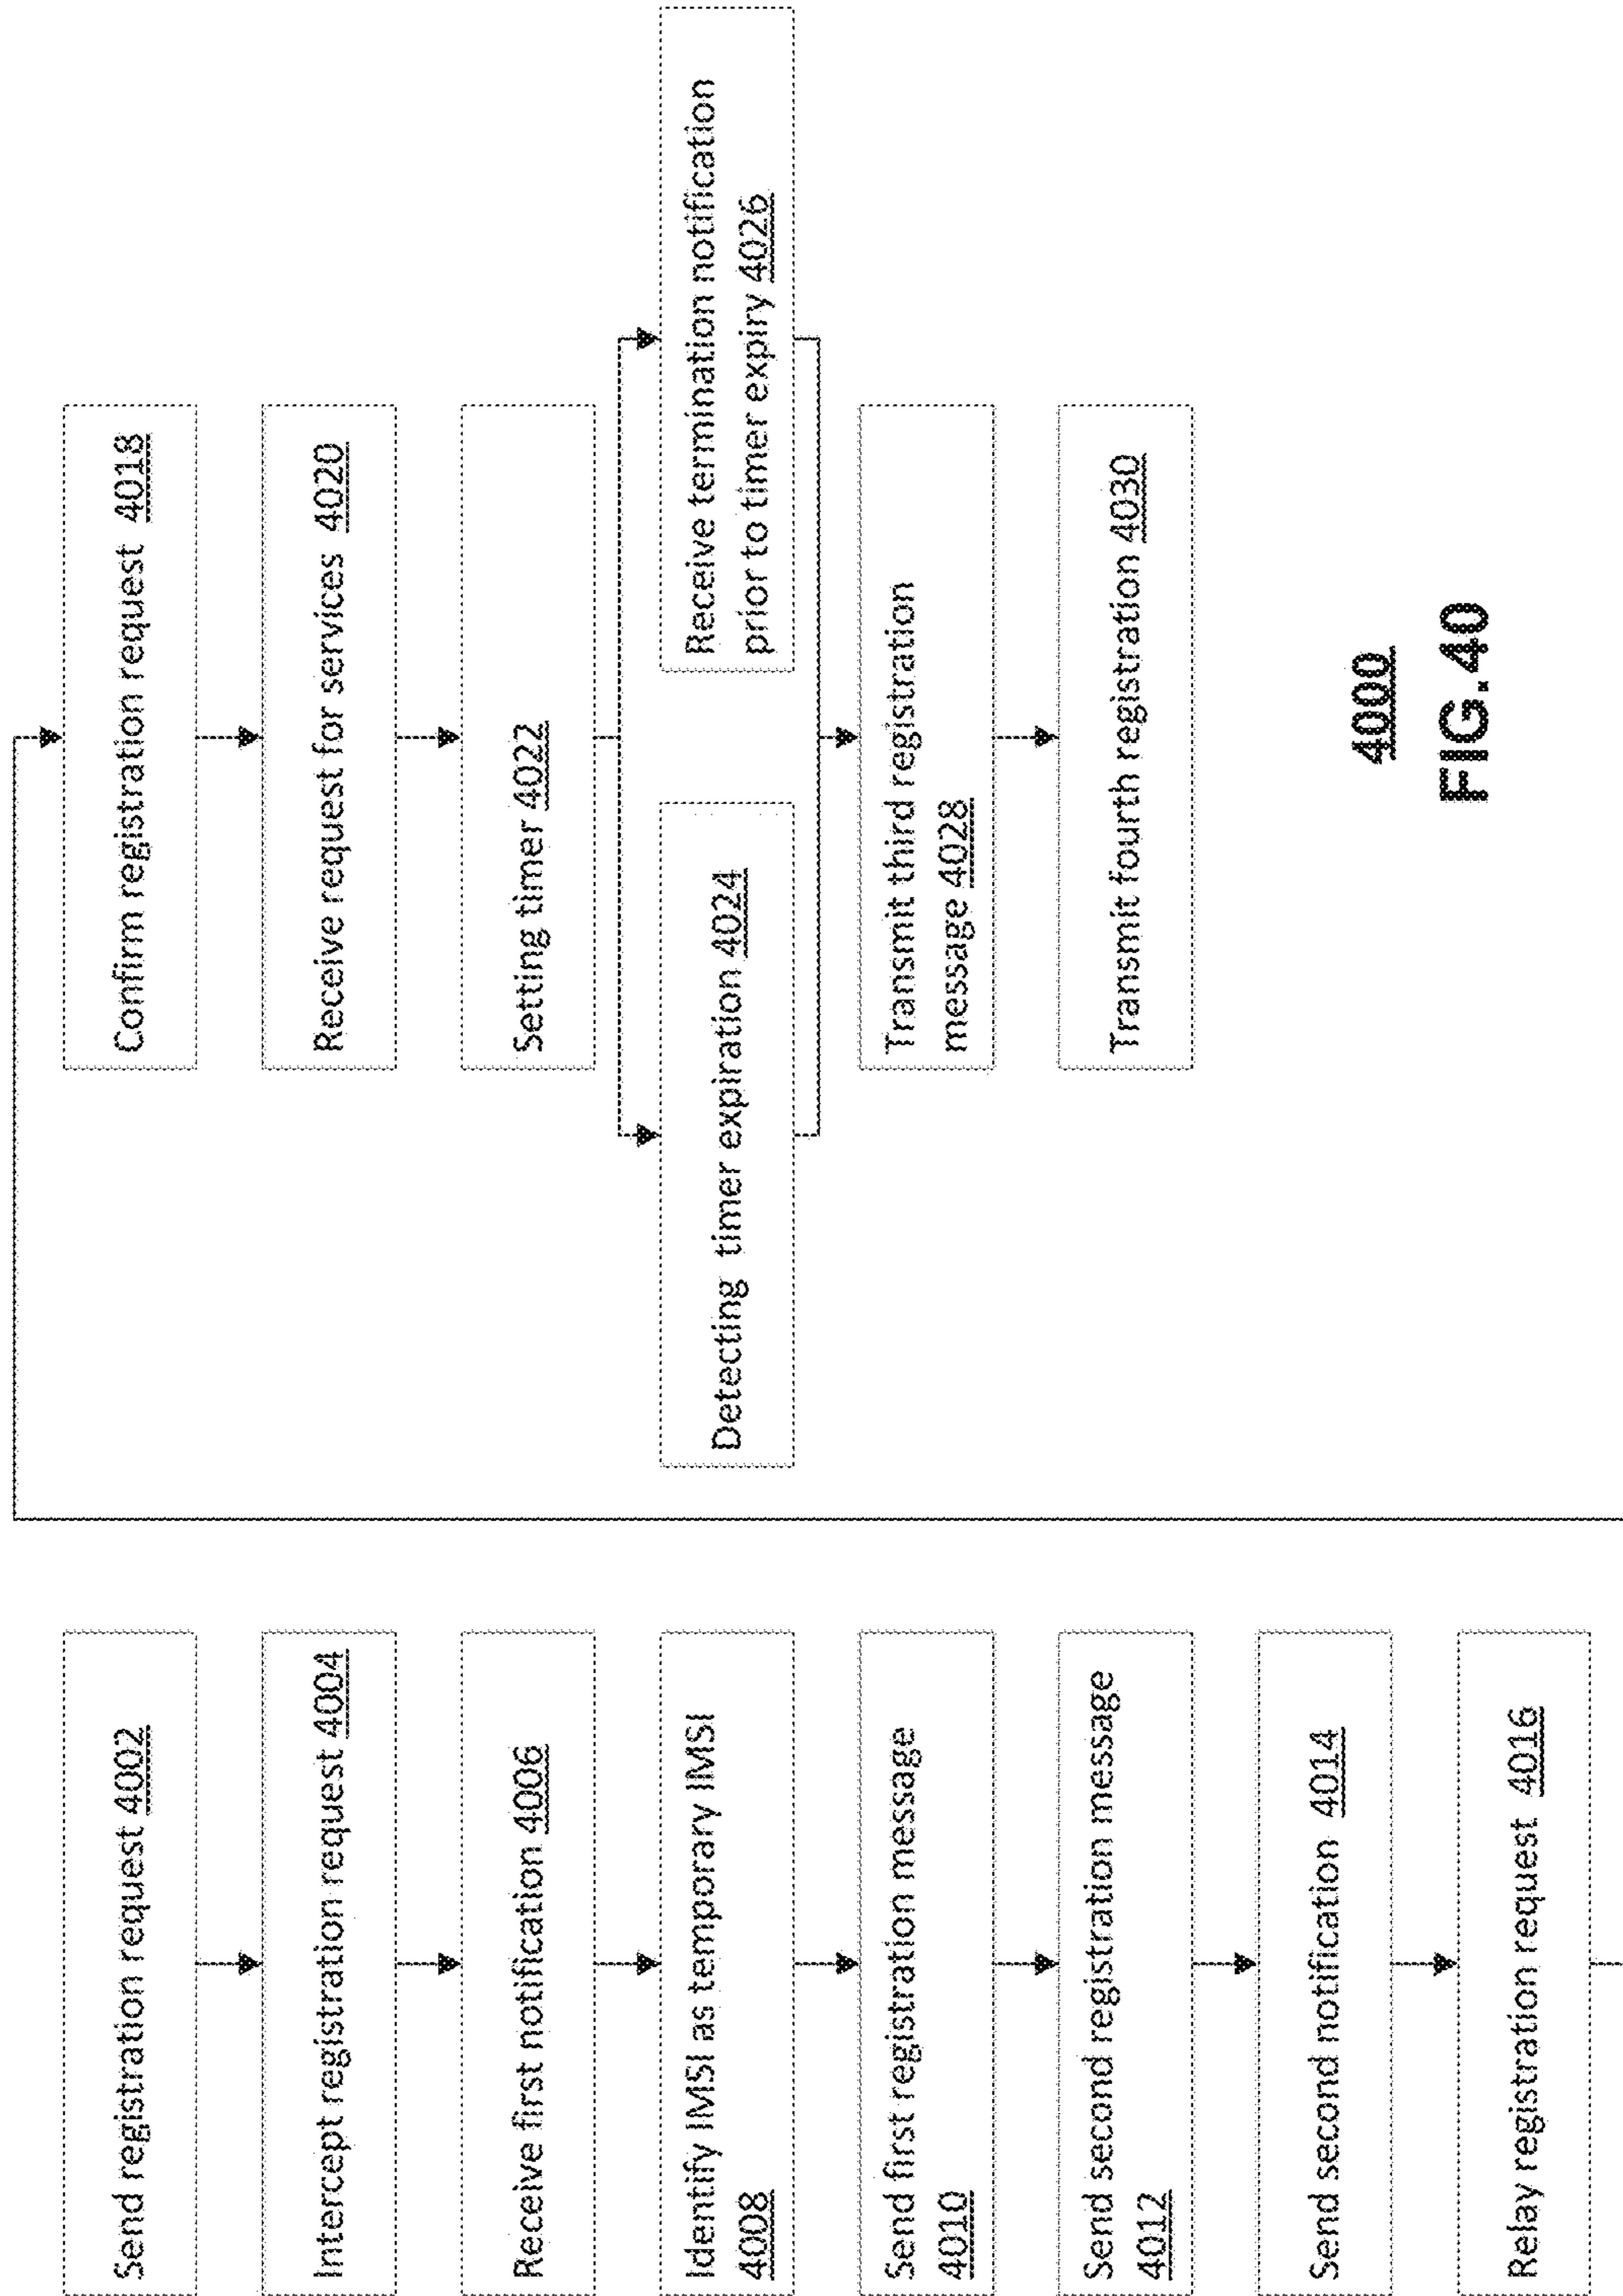 Send registration request 4002
Intercept registration request 4004
Receive first notification 4006
Identify IMSI as temporary IMSI
4008
Send first registration message
4010
Send second registration message
4012
Send second notification 4014
Relay registration request 4016
Confirm registration request 4018
Receive request for services 4020
Setting timer 4022
Detecting timer expiration 4024
Receive termination notification
prior to timer expiry 4026
Transmit third registration
message 4028
Transmit fourth registration 4030
4000
FIG.40